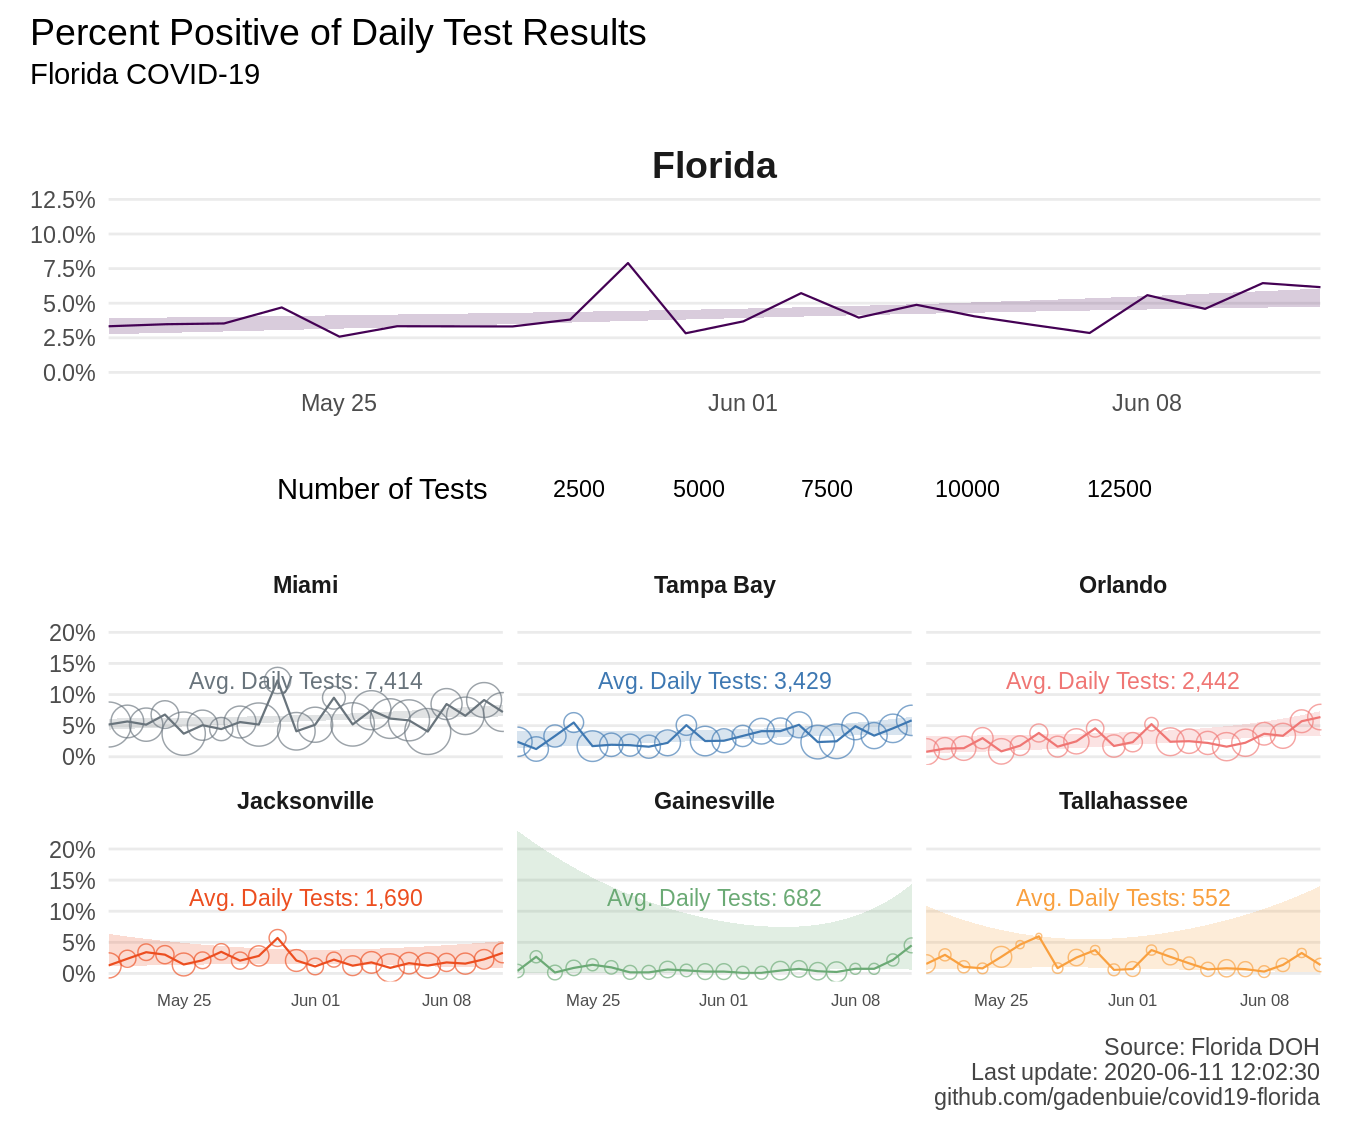 Percent Positive of Daily Test Results
Florida COVID-19
Florida
12.5%
10.0%
7.5%
5.0%
2.5%
0.0%
May 25 Jun 01 Jun 08
Number of Tests 2500 5000 7500 10000 12500
Miami Tampa Bay Orlando
20%
15%
Avg. Daily Tests: 7,414 Avg. Daily Tests: 3,429 Avg. Daily Tests: 2,442
10%
5%
0%
Jacksonville Gainesville Tallahassee
20%
15%
Avg. Daily Tests: 1,690 Avg. Daily Tests: 682 Avg. Daily Tests: 552
10%
5%
0%
May 25 Jun 01 Jun 08 May 25 Jun 01 Jun 08 May 25 Jun 01 Jun 08
Source: Florida DOH
Last update: 2020-06-11 12:02:30
github.com/gadenbuie/covid19-florida